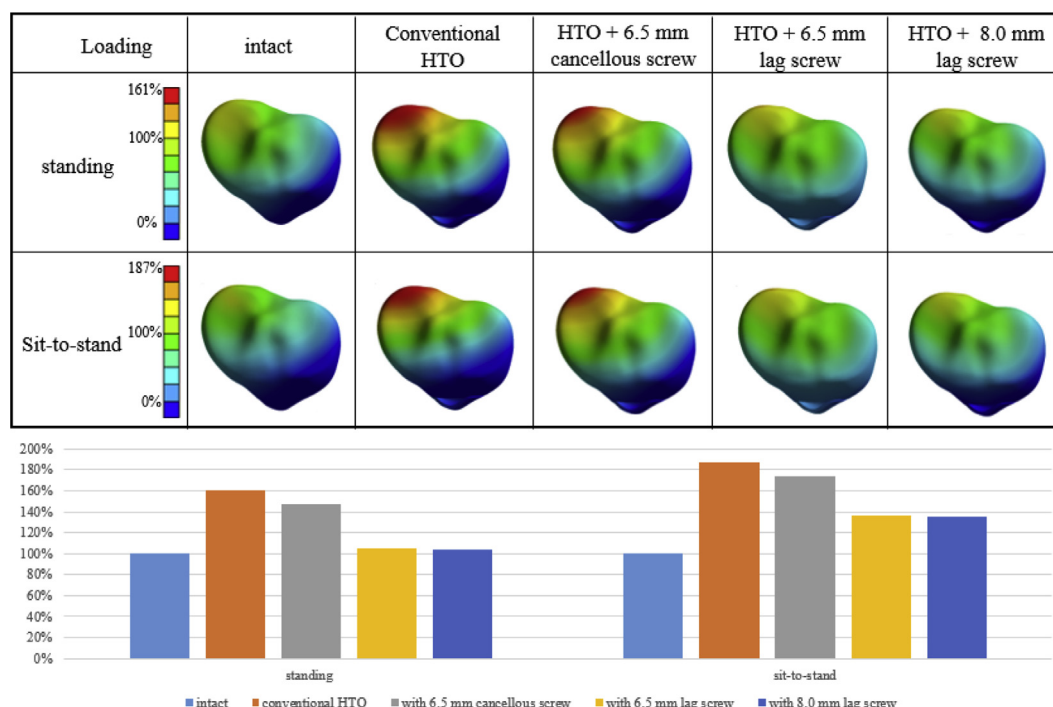 Loading
intact
Conventional
HTO
HTO + 6.5 mm
cancellous screw
HTO + 6.5 mm
lag screw
HTO + 8.0 mm
lag screw
standing
161%
100%
0%
Sit-to-stand
187%
100%
0%
200%
180%
160%
140%
120%
100%
80%
60%
40%
20%
0%
standing
sit-to-stand
intact
conventional HTO
with 6.5 mm cancellous screw
with 6.5 mm lag screw
with 8.0 mm lag screw